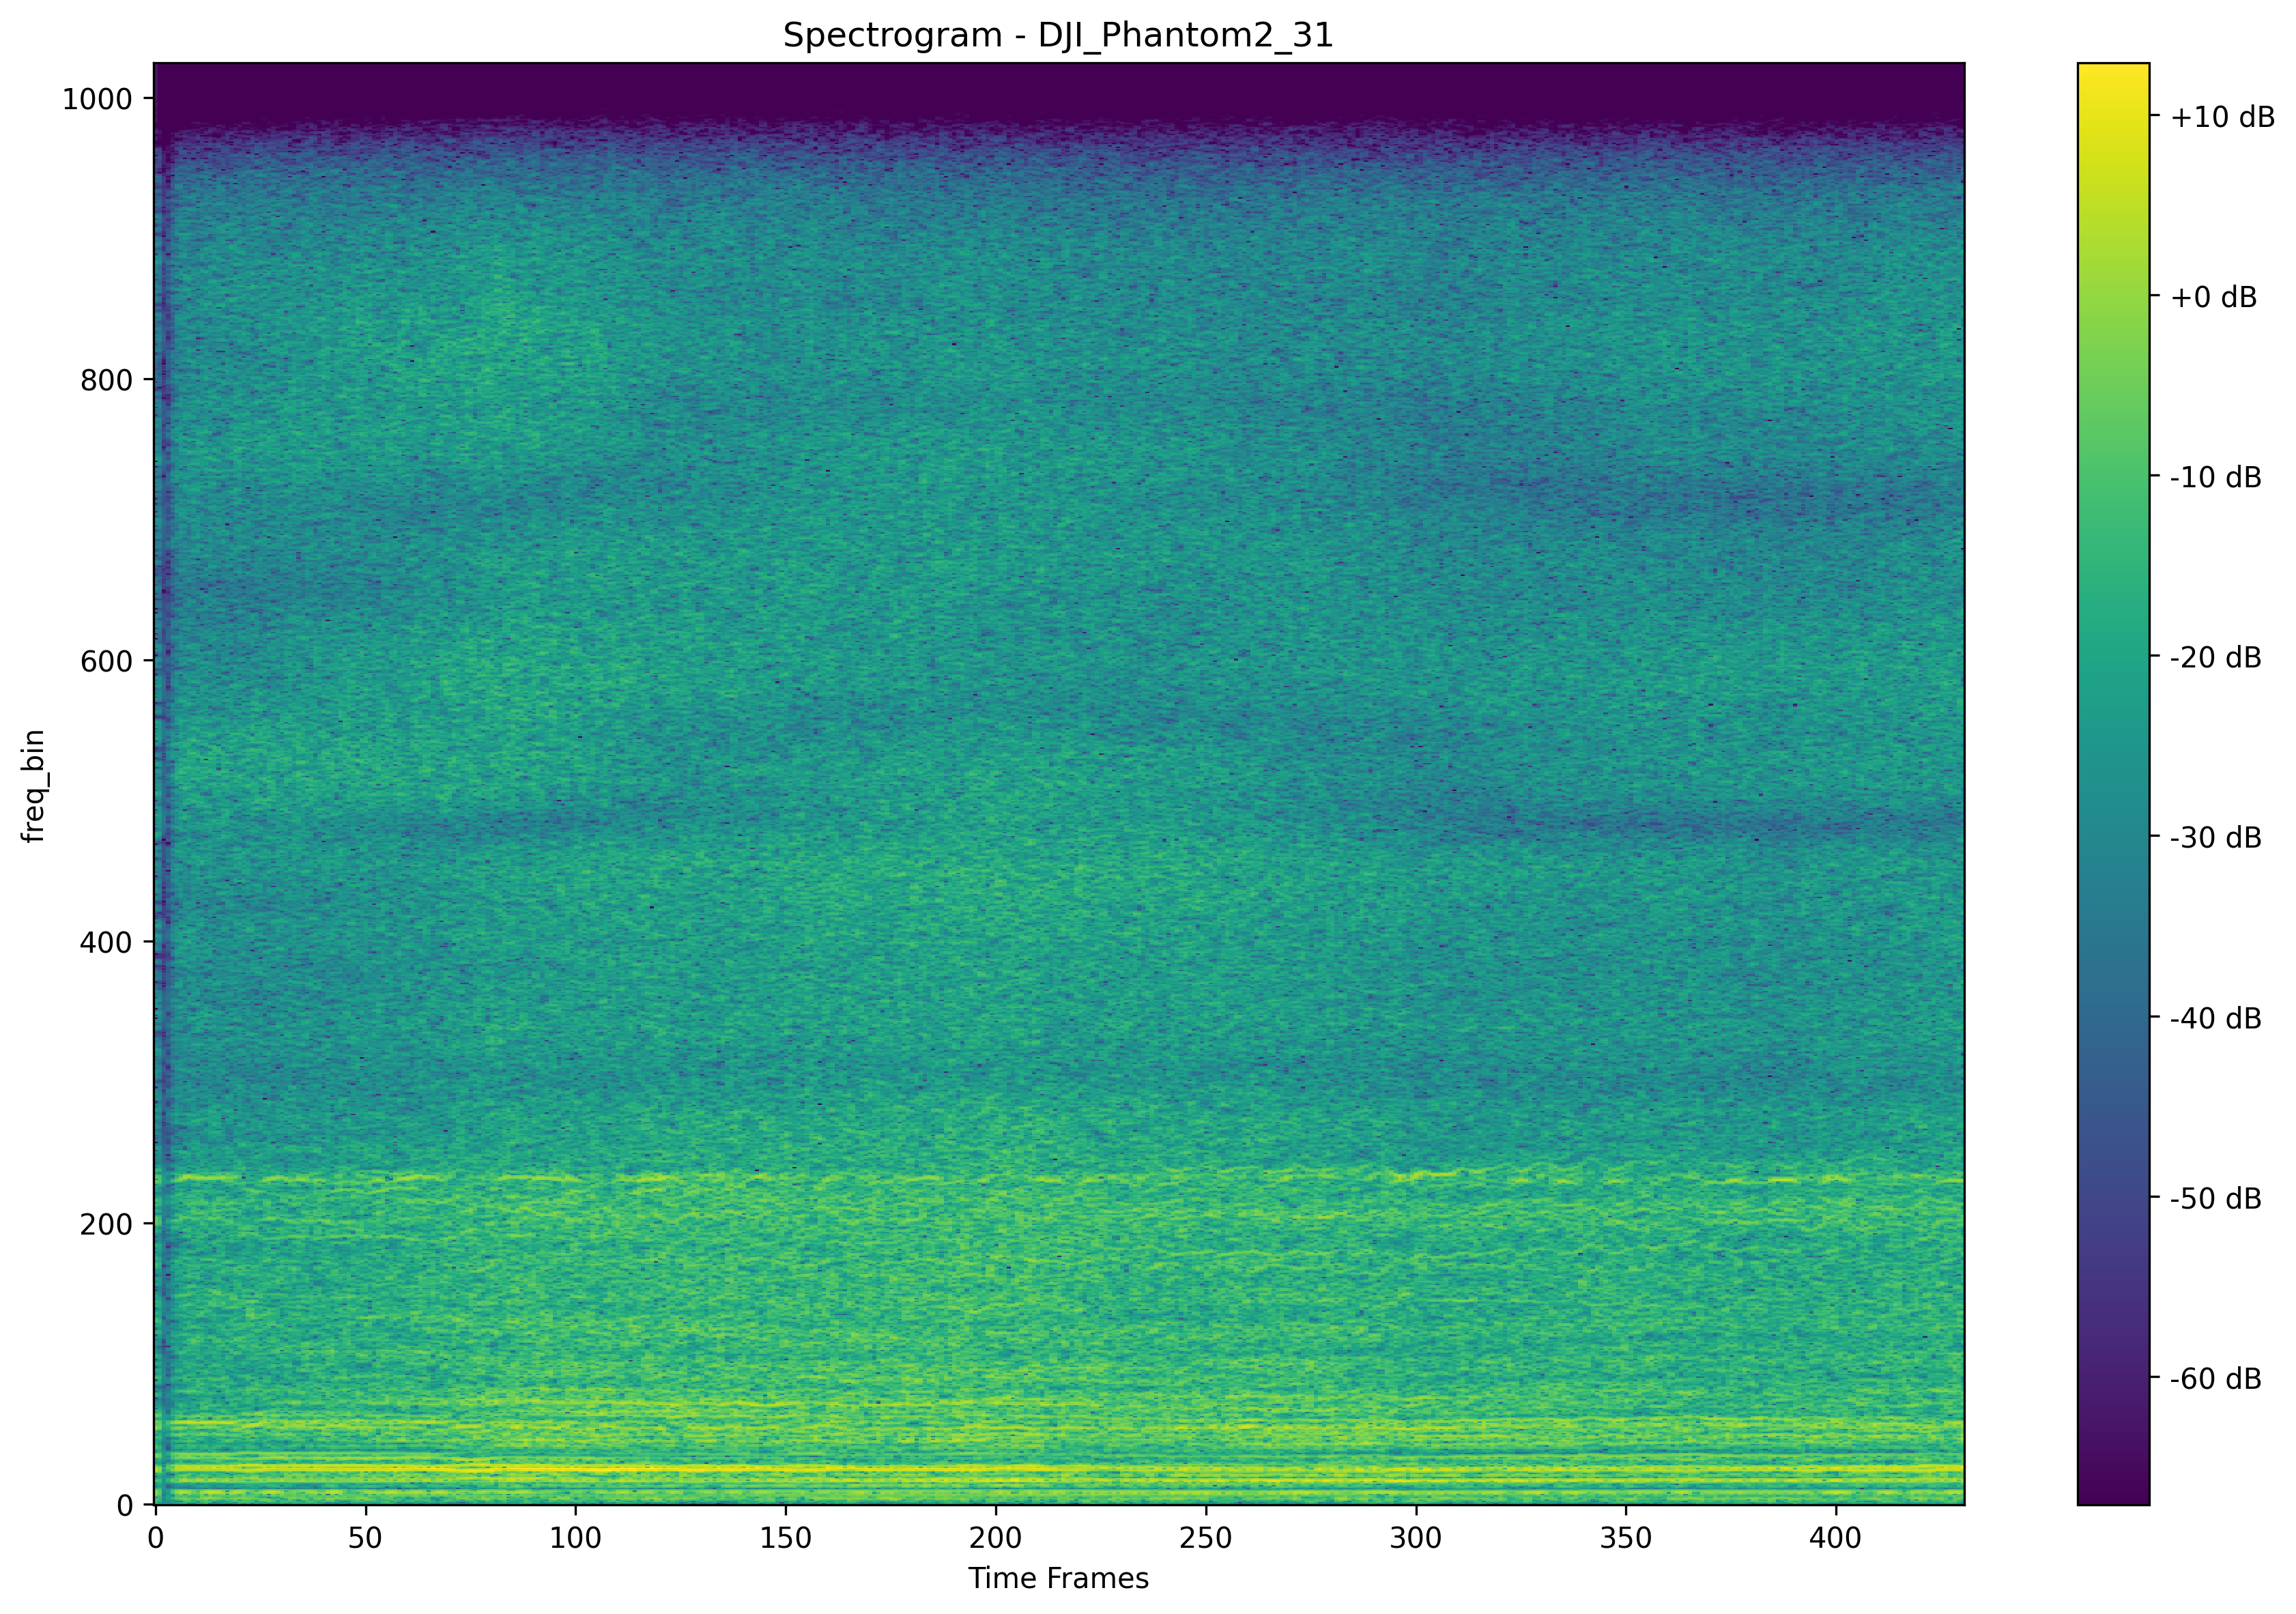 Spectrogram - DJI_Phantom2_31
1000
800
600
400
200
0
freq_bin
0 50 100 150 200 250 300 350 400
Time Frames
+10 dB
+0 dB
-10 dB
-20 dB
-30 dB
-40 dB
-50 dB
-60 dB